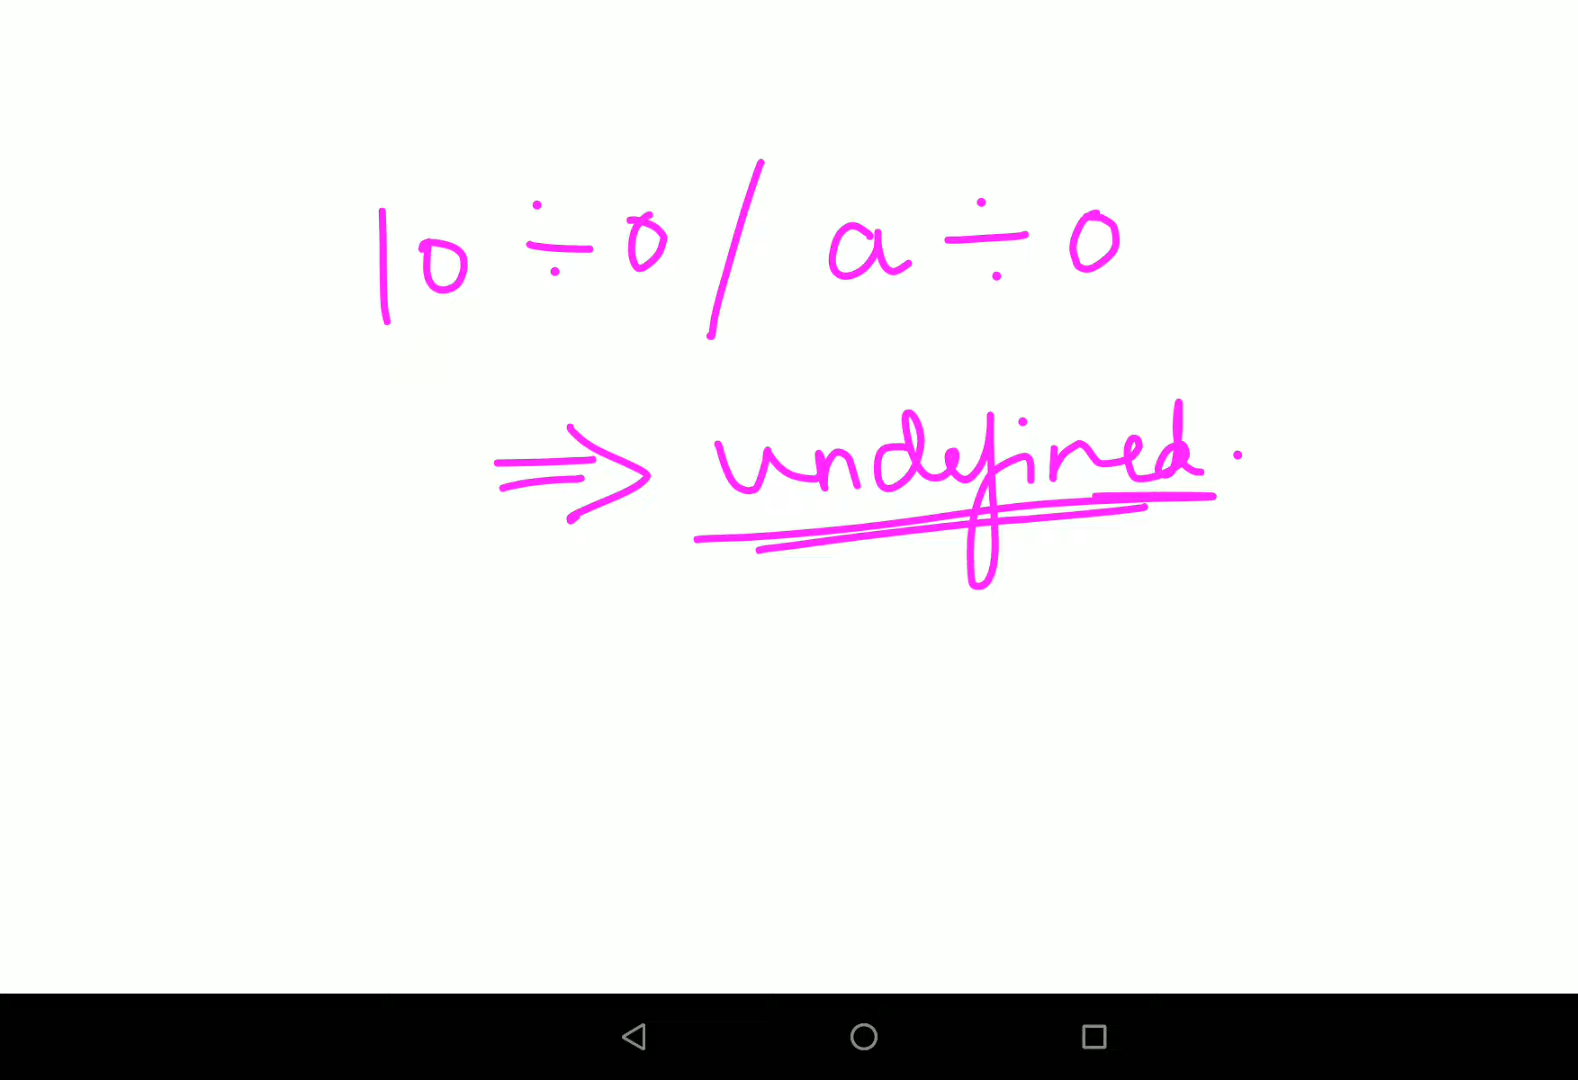 10 ÷ 0 / a ÷ 0
⇒ undefined.